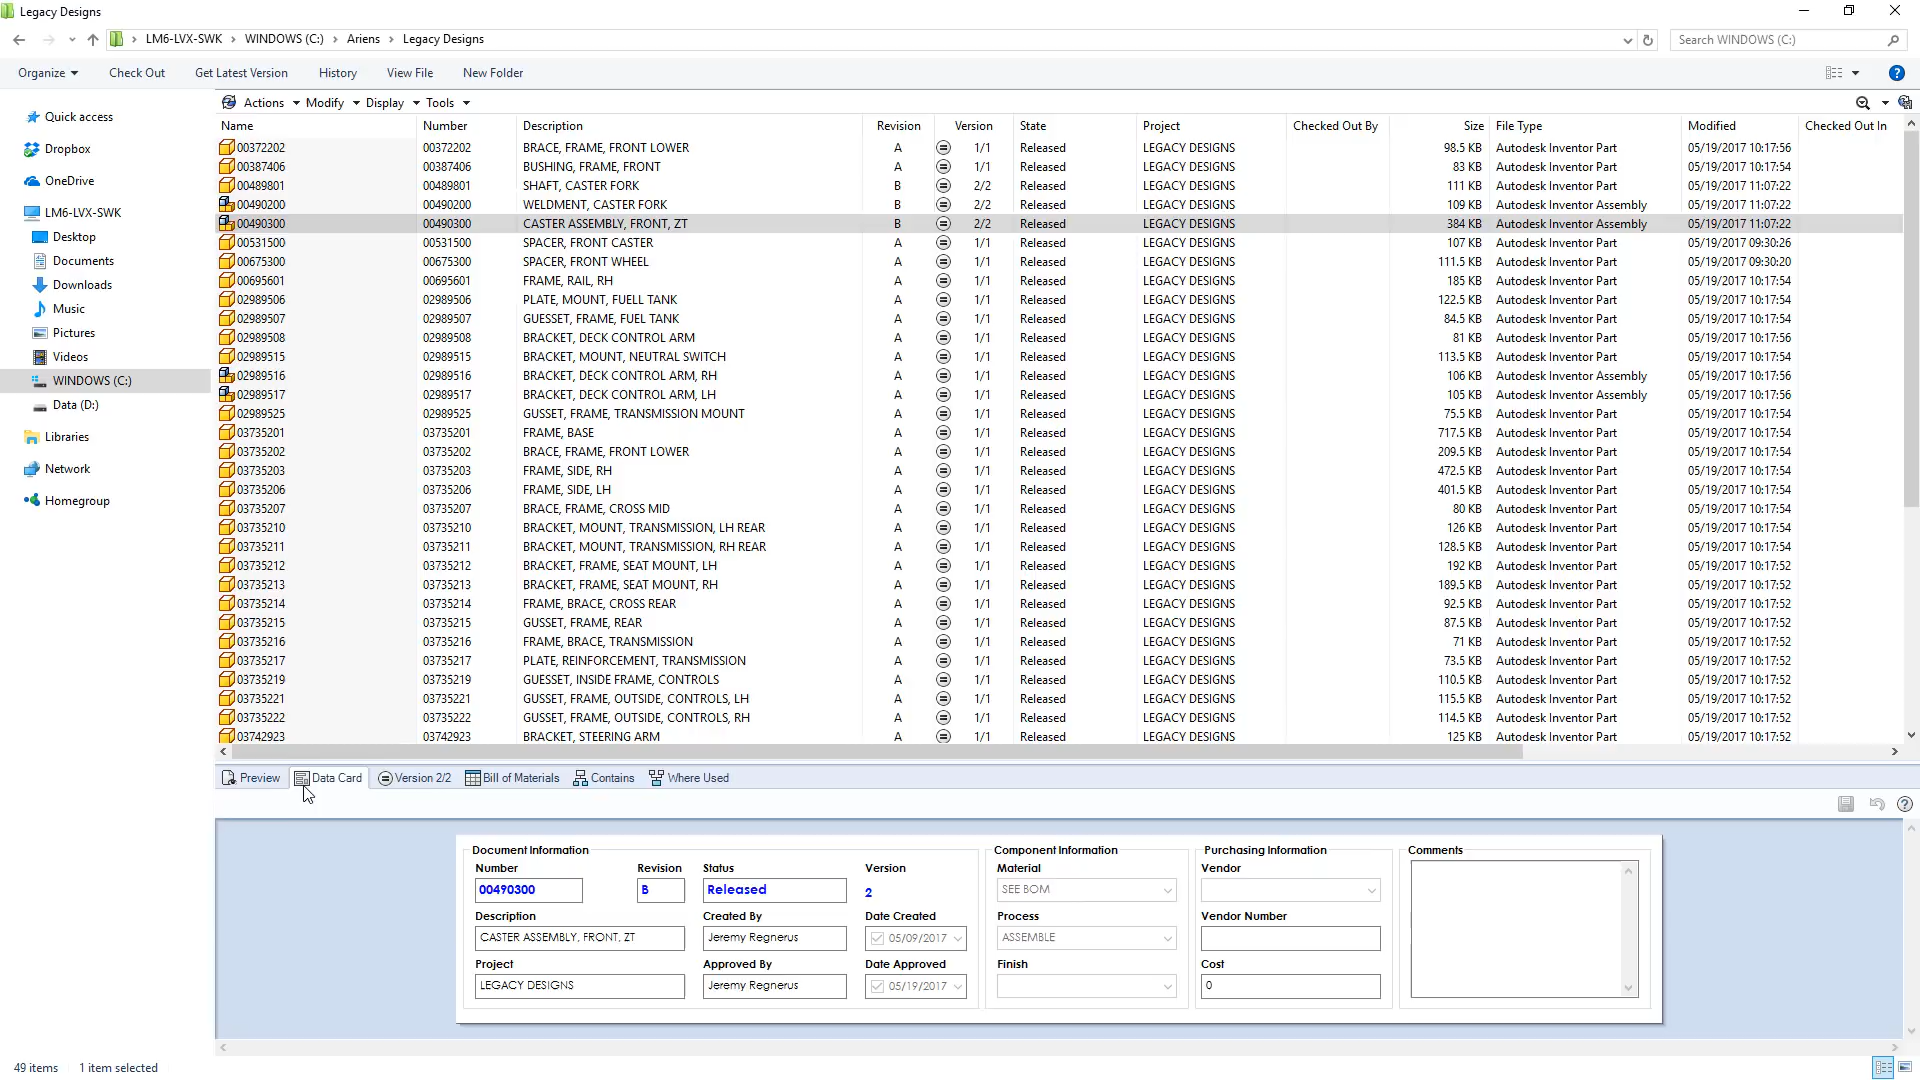 Legacy Designs
LM6-LVX-SWK > WINDOWS (C:) > Ariens > Legacy Designs
Search WINDOWS (C:)
Organize Check Out Get Latest Version History View File New Folder
Quick access
Dropbox
OneDrive
LM6-LVX-SWK
Desktop
Documents
Downloads
Music
Pictures
Videos
WINDOWS (C:)
Data (D:)
Libraries
Network
Homegroup
Actions Modify Display Tools
Name Number Description Revision Version State Project Checked Out By Size File Type Modified Checked Out In
00372202 00372202 BRACE, FRAME, FRONT LOWER A 1/1 Released LEGACY DESIGNS 98.5 KB Autodesk Inventor Part 05/19/2017 10:17:56
00387406 00387406 BUSHING, FRAME, FRONT A 1/1 Released LEGACY DESIGNS 83 KB Autodesk Inventor Part 05/19/2017 10:17:56
00489801 00489801 SHAFT, CASTER FORK B 2/2 Released LEGACY DESIGNS 111 KB Autodesk Inventor Part 05/19/2017 11:07:22
00490200 00490200 WELDMENT, CASTER FORK B 2/2 Released LEGACY DESIGNS 109 KB Autodesk Inventor Assembly 05/19/2017 11:07:22
00490300 00490300 CASTER ASSEMBLY, FRONT, ZT B 2/2 Released LEGACY DESIGNS 384 KB Autodesk Inventor Assembly 05/19/2017 11:07:22
00531500 00531500 SPACER, FRONT CASTER A 1/1 Released LEGACY DESIGNS 107 KB Autodesk Inventor Part 05/19/2017 09:30:26
00675300 00675300 SPACER, FRONT WHEEL A 1/1 Released LEGACY DESIGNS 111.5 KB Autodesk Inventor Part 05/19/2017 09:30:20
00695601 00695601 FRAME, RAIL, RH A 1/1 Released LEGACY DESIGNS 185 KB Autodesk Inventor Part 05/19/2017 10:17:54
02989506 02989506 PLATE, MOUNT, FUELL TANK A 1/1 Released LEGACY DESIGNS 122.5 KB Autodesk Inventor Part 05/19/2017 10:17:54
02989507 02989507 GUESSET, FRAME, FUEL TANK A 1/1 Released LEGACY DESIGNS 84.5 KB Autodesk Inventor Part 05/19/2017 10:17:54
02989508 02989508 BRACKET, DECK CONTROL ARM A 1/1 Released LEGACY DESIGNS 81 KB Autodesk Inventor Part 05/19/2017 10:17:56
02989515 02989515 BRACKET, MOUNT, NEUTRAL SWITCH A 1/1 Released LEGACY DESIGNS 113.5 KB Autodesk Inventor Part 05/19/2017 10:17:54
02989516 02989516 BRACKET, DECK CONTROL ARM, RH A 1/1 Released LEGACY DESIGNS 106 KB Autodesk Inventor Assembly 05/19/2017 10:17:56
02989517 02989517 BRACKET, DECK CONTROL ARM, LH A 1/1 Released LEGACY DESIGNS 105 KB Autodesk Inventor Assembly 05/19/2017 10:17:56
02989525 02989525 GUSSET, FRAME, TRANSMISSION MOUNT A 1/1 Released LEGACY DESIGNS 75.5 KB Autodesk Inventor Part 05/19/2017 10:17:54
03735201 03735201 FRAME, BASE A 1/1 Released LEGACY DESIGNS 717.5 KB Autodesk Inventor Part 05/19/2017 10:17:54
03735202 03735202 BRACE, FRAME, FRONT LOWER A 1/1 Released LEGACY DESIGNS 209.5 KB Autodesk Inventor Part 05/19/2017 10:17:54
03735203 03735203 FRAME, SIDE, RH A 1/1 Released LEGACY DESIGNS 472.5 KB Autodesk Inventor Part 05/19/2017 10:17:54
03735206 03735206 FRAME, SIDE, LH A 1/1 Released LEGACY DESIGNS 401.5 KB Autodesk Inventor Part 05/19/2017 10:17:54
03735207 03735207 BRACE, FRAME, CROSS MID A 1/1 Released LEGACY DESIGNS 80 KB Autodesk Inventor Part 05/19/2017 10:17:54
03735210 03735210 BRACKET, MOUNT, TRANSMISSION, LH REAR A 1/1 Released LEGACY DESIGNS 126 KB Autodesk Inventor Part 05/19/2017 10:17:54
03735211 03735211 BRACKET, MOUNT, TRANSMISSION, RH REAR A 1/1 Released LEGACY DESIGNS 128.5 KB Autodesk Inventor Part 05/19/2017 10:17:54
03735212 03735212 BRACKET, FRAME, SEAT MOUNT, LH A 1/1 Released LEGACY DESIGNS 192 KB Autodesk Inventor Part 05/19/2017 10:17:52
03735213 03735213 BRACKET, FRAME, SEAT MOUNT, RH A 1/1 Released LEGACY DESIGNS 189.5 KB Autodesk Inventor Part 05/19/2017 10:17:52
03735214 03735214 FRAME, BRACE, CROSS REAR A 1/1 Released LEGACY DESIGNS 92.5 KB Autodesk Inventor Part 05/19/2017 10:17:52
03735215 03735215 GUSSET, FRAME, REAR A 1/1 Released LEGACY DESIGNS 87.5 KB Autodesk Inventor Part 05/19/2017 10:17:52
03735216 03735216 FRAME, BRACE, TRANSMISSION A 1/1 Released LEGACY DESIGNS 71 KB Autodesk Inventor Part 05/19/2017 10:17:52
03735217 03735217 PLATE, REINFORCEMENT, TRANSMISSION A 1/1 Released LEGACY DESIGNS 73.5 KB Autodesk Inventor Part 05/19/2017 10:17:52
03735219 03735219 GUESSET, INSIDE FRAME, CONTROLS A 1/1 Released LEGACY DESIGNS 110.5 KB Autodesk Inventor Part 05/19/2017 10:17:52
03735221 03735221 GUSSET, FRAME, OUTSIDE, CONTROLS, LH A 1/1 Released LEGACY DESIGNS 115.5 KB Autodesk Inventor Part 05/19/2017 10:17:52
03735222 03735222 GUSSET, FRAME, OUTSIDE, CONTROLS, RH A 1/1 Released LEGACY DESIGNS 114.5 KB Autodesk Inventor Part 05/19/2017 10:17:52
03742923 03742923 BRACKET, STEERING ARM A 1/1 Released LEGACY DESIGNS 125 KB Autodesk Inventor Part 05/19/2017 10:17:52
Preview Data Card Version 2/2 Bill of Materials Contains Where Used
Document Information Component Information Purchasing Information Comments
Number Revision Status Version Material Vendor
00490300 B Released 2 SEE BOM
Description Created By Date Created Process Vendor Number
CASTER ASSEMBLY, FRONT, ZT Jeremy Regnerus 05/09/2017 ASSEMBLE
Project Approved By Date Approved Finish Cost
LEGACY DESIGNS Jeremy Regnerus 05/19/2017 0
49 items 1 item selected